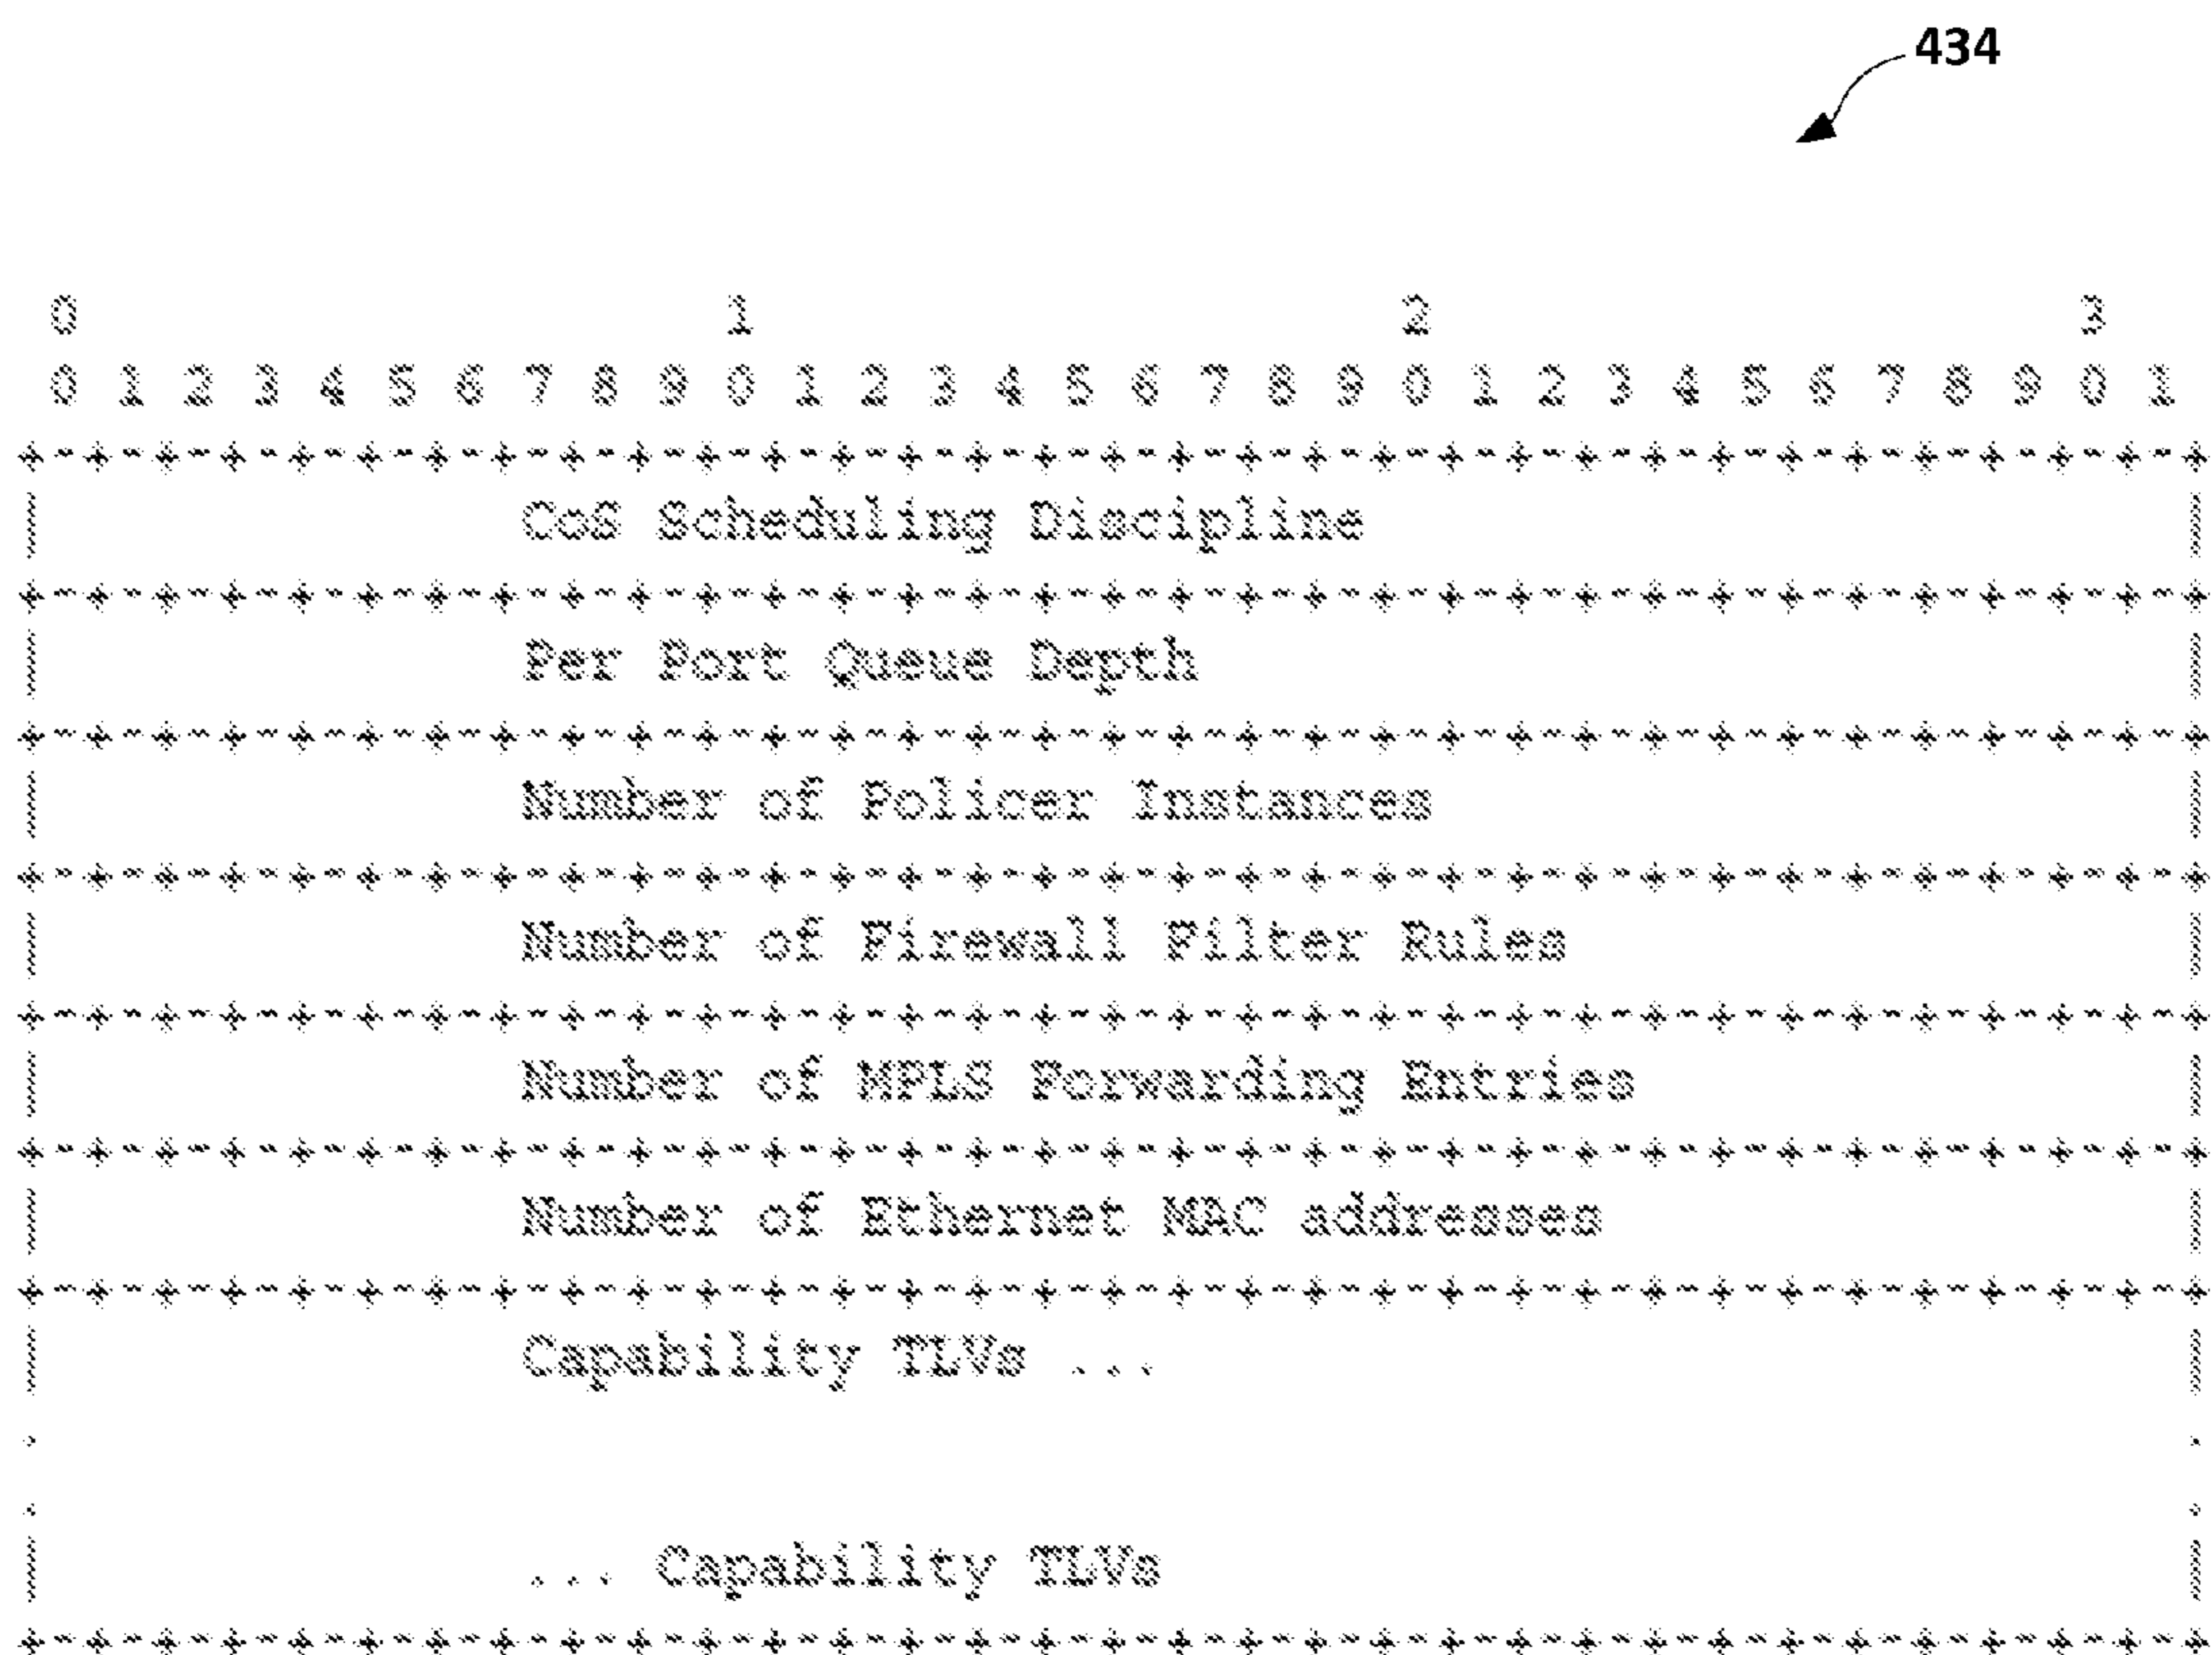 434
0 1 2 3
0 1 2 3 4 5 6 7 8 9 0 1 2 3 4 5 6 7 8 9 0 1 2 3 4 5 6 7 8 9 0 1
+-+-+-+-+-+-+-+-+-+-+-+-+-+-+-+-+-+-+-+-+-+-+-+-+-+-+-+-+-+-+-+-+
| CoS Scheduling Discipline |
+-+-+-+-+-+-+-+-+-+-+-+-+-+-+-+-+-+-+-+-+-+-+-+-+-+-+-+-+-+-+-+-+
| Per Port Queue Depth |
+-+-+-+-+-+-+-+-+-+-+-+-+-+-+-+-+-+-+-+-+-+-+-+-+-+-+-+-+-+-+-+-+
| Number of Policer Instances |
+-+-+-+-+-+-+-+-+-+-+-+-+-+-+-+-+-+-+-+-+-+-+-+-+-+-+-+-+-+-+-+-+
| Number of Firewall Filter Rules |
+-+-+-+-+-+-+-+-+-+-+-+-+-+-+-+-+-+-+-+-+-+-+-+-+-+-+-+-+-+-+-+-+
| Number of MPLS Forwarding Entries |
+-+-+-+-+-+-+-+-+-+-+-+-+-+-+-+-+-+-+-+-+-+-+-+-+-+-+-+-+-+-+-+-+
| Number of Ethernet MAC addresses |
+-+-+-+-+-+-+-+-+-+-+-+-+-+-+-+-+-+-+-+-+-+-+-+-+-+-+-+-+-+-+-+-+
| Capability TLVs ... |
. .
. .
| ... Capability TLVs |
+-+-+-+-+-+-+-+-+-+-+-+-+-+-+-+-+-+-+-+-+-+-+-+-+-+-+-+-+-+-+-+-+